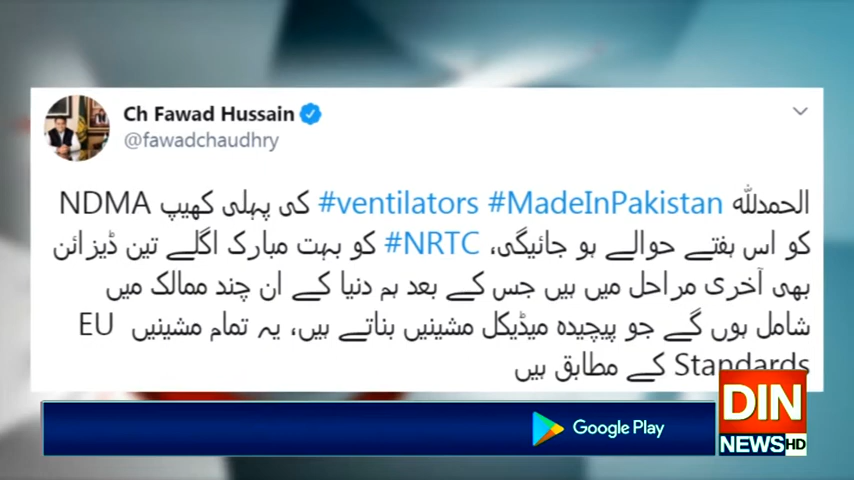 Ch Fawad Hussain
@fawadchaudhry
الحمدللہ #ventilators #MadeInPakistan کی پہلی کھیپ NDMA
کو اس ہفتے حوالے ہو جائیگی، #NRTC کو بہت مبارک اگلے تین ڈیزائن
بھی آخری مراحل میں ہیں جس کے بعد ہم دنیا کے ان چند ممالک میں
شامل ہوں گے جو پیچیدہ میڈیکل مشینیں بناتے ہیں، یہ تمام مشینیں EU
Standards کے مطابق ہیں
Google Play
DIN
NEWS HD